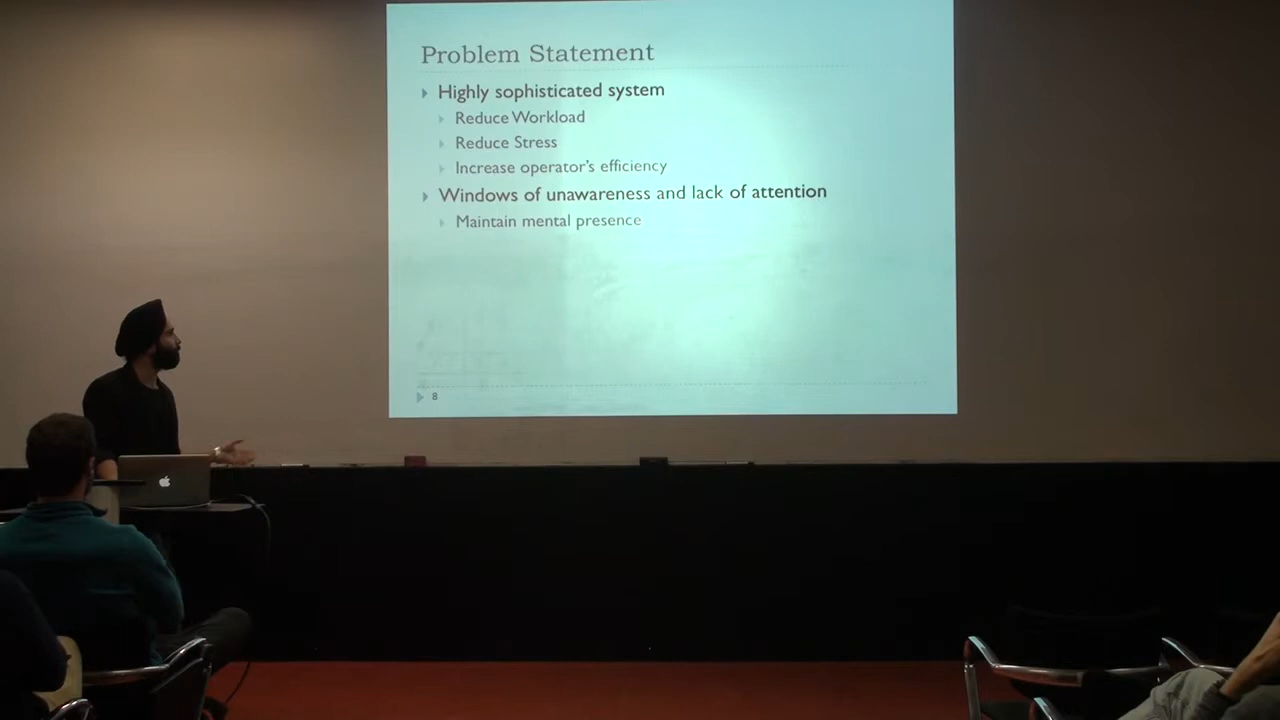 Problem Statement
Highly sophisticated system
Reduce Workload
Reduce Stress
Increase operator's efficiency
Windows of unawareness and lack of attention
Maintain mental presence
8